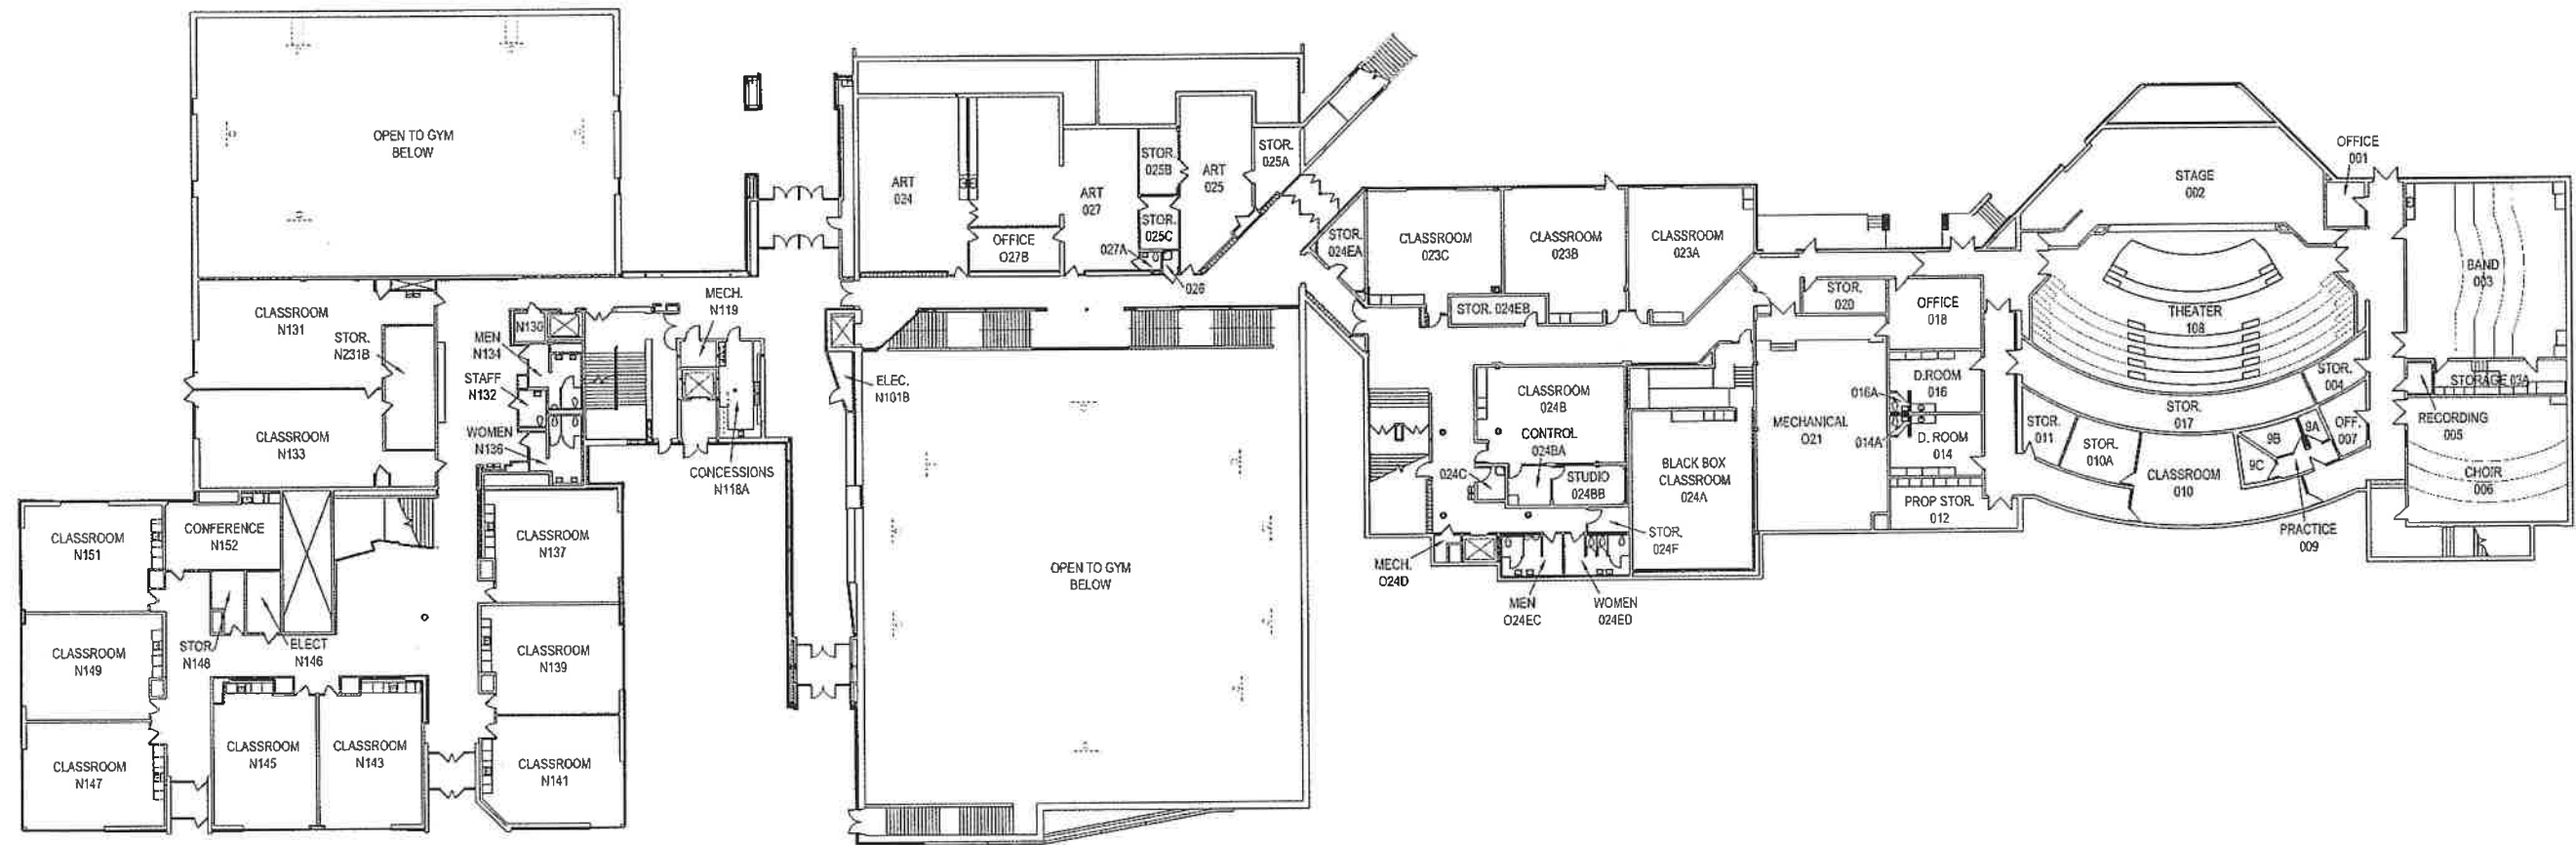 OPEN TO GYM
BELOW
CLASSROOM
N131
STOR.
N231B
CLASSROOM
N133
N130
MEN
N134
STAFF
N132
WOMEN
N136
MECH.
N119
CONCESSIONS
N118A
ELEC.
N101B
CLASSROOM
N151
CONFERENCE
N152
CLASSROOM
N137
CLASSROOM
N149
STOR.
N148
ELECT
N146
CLASSROOM
N139
CLASSROOM
N147
CLASSROOM
N145
CLASSROOM
N143
CLASSROOM
N141
ART
024
OFFICE
O27B
ART
027
STOR.
025B
STOR.
025C
027A
026
ART
025
STOR.
025A
OPEN TO GYM
BELOW
STOR.
024EA
CLASSROOM
023C
CLASSROOM
023B
CLASSROOM
023A
STOR. 024EB
CLASSROOM
024B
CONTROL
024BA
024C
STUDIO
024BB
BLACK BOX
CLASSROOM
024A
STOR.
024F
MECH.
O24D
MEN
O24EC
WOMEN
024ED
MECHANICAL
O21
STOR.
020
OFFICE
018
D.ROOM
016
016A
014A
D. ROOM
014
PROP STOR.
012
STAGE
002
OFFICE
001
THEATER
108
BAND
003
STOR.
004
STORAGE 03A
STOR.
017
RECORDING
005
STOR.
011
STOR.
010A
CLASSROOM
010
9A
9B
9C
OFF.
007
PRACTICE
009
CHOIR
006